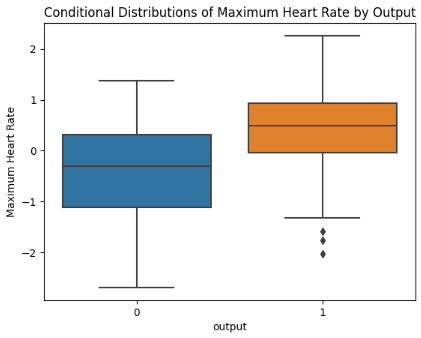 Conditional Distributions of Maximum Heart Rate by Output
Maximum Heart Rate
2
1
0
−1
−2
0
1
output